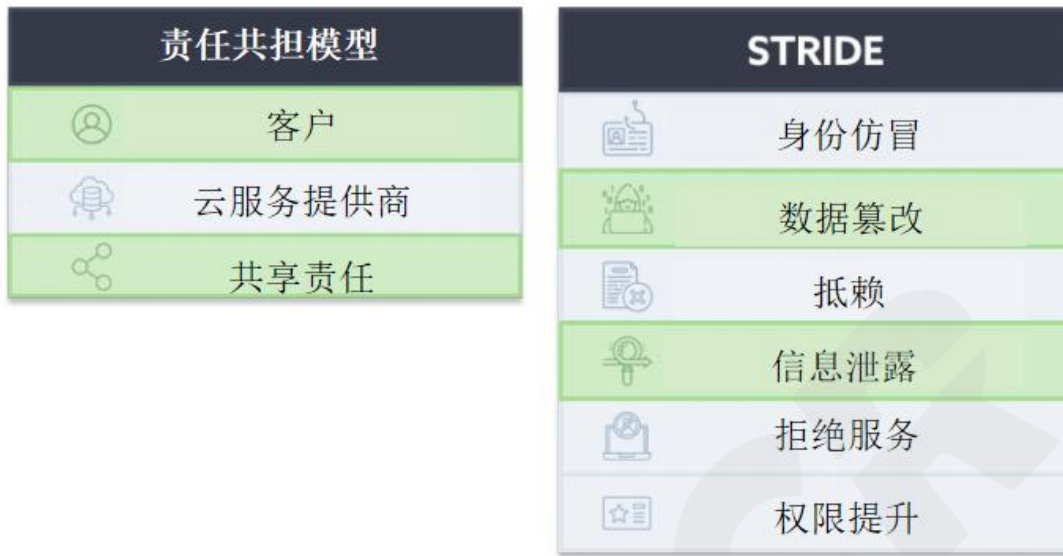 责任共担模型
客户
云服务提供商
共享责任
STRIDE
身份仿冒
数据篡改
抵赖
信息泄露
拒绝服务
权限提升